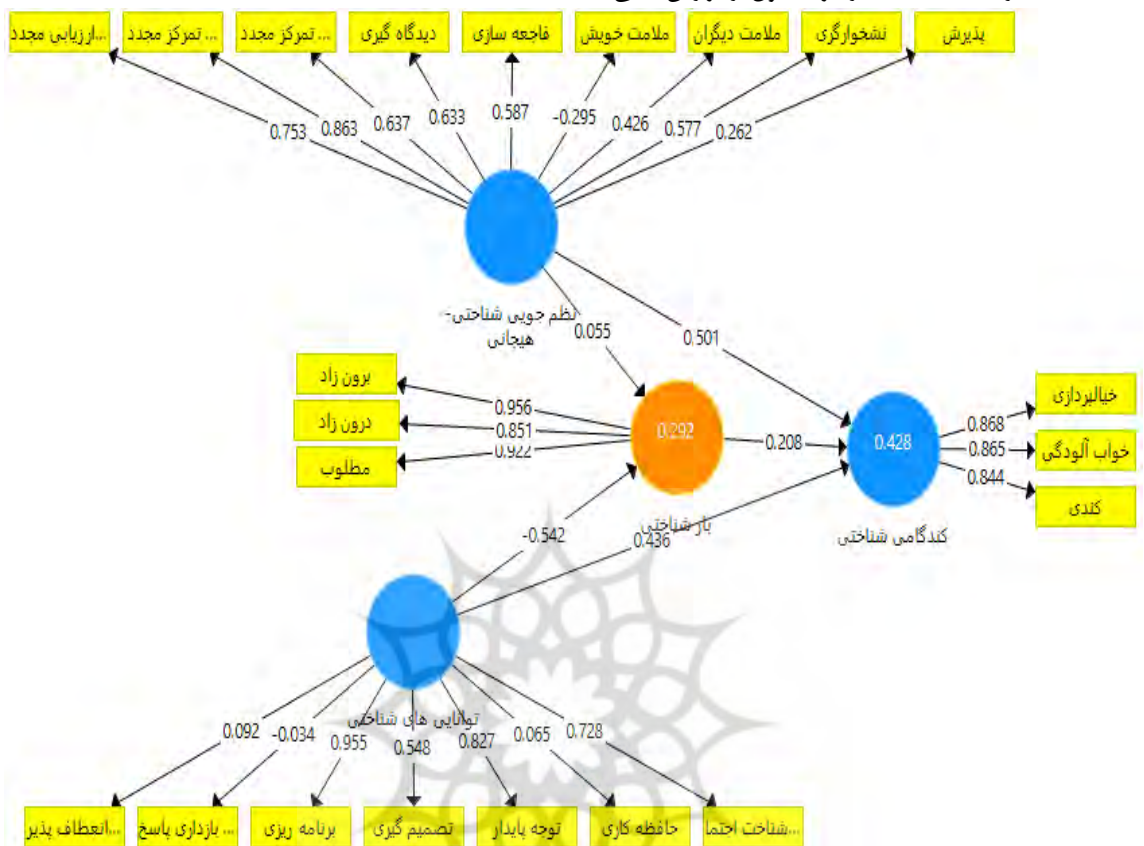 پذیرش
نشخوارگری
ملامت دیگران
ملامت خویش
فاجعه سازی
دیدگاه گیری
... تمرکز مجدد
... تمرکز مجدد
...ارزیابی مجدد
0.753
0.863
0.637
0.633
0.587
-0.295
0.426
0.577
0.262
نظم جویی شناختی-
هیجانی
0.055
0.501
برون زاد
درون زاد
مطلوب
0.956
0.851
0.922
0.292
0.208
0.428
بار شناختی
کندگامی شناختی
0.868
0.865
0.844
خیالپردازی
خواب آلودگی
کندی
-0.542
0.436
توانایی های شناختی
0.092
-0.034
0.955
0.548
0.827
0.065
0.728
...شناخت اجتما
حافظه کاری
توجه پایدار
تصمیم گیری
برنامه ریزی
... بازداری پاسخ
...انعطاف پذیر